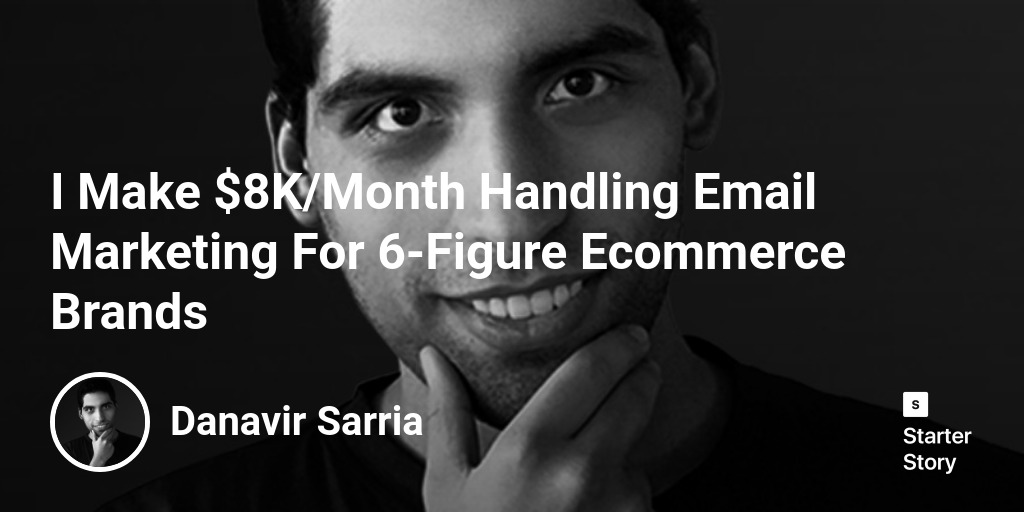 I Make $8K/Month Handling Email
Marketing For 6-Figure Ecommerce
Brands
Danavir Sarria
S
Starter
Story